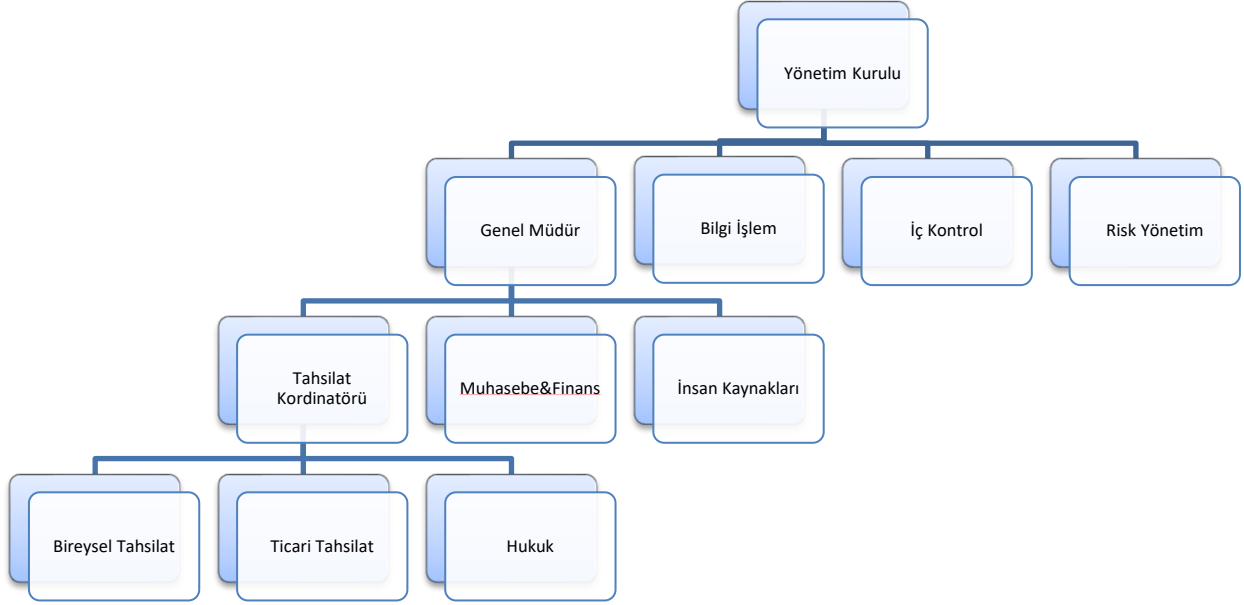 Yönetim Kurulu
Genel Müdür
Bilgi İşlem
İç Kontrol
Risk Yönetim
Tahsilat
Kordinatörü
Muhasebe&Finans
İnsan Kaynakları
Bireysel Tahsilat
Ticari Tahsilat
Hukuk